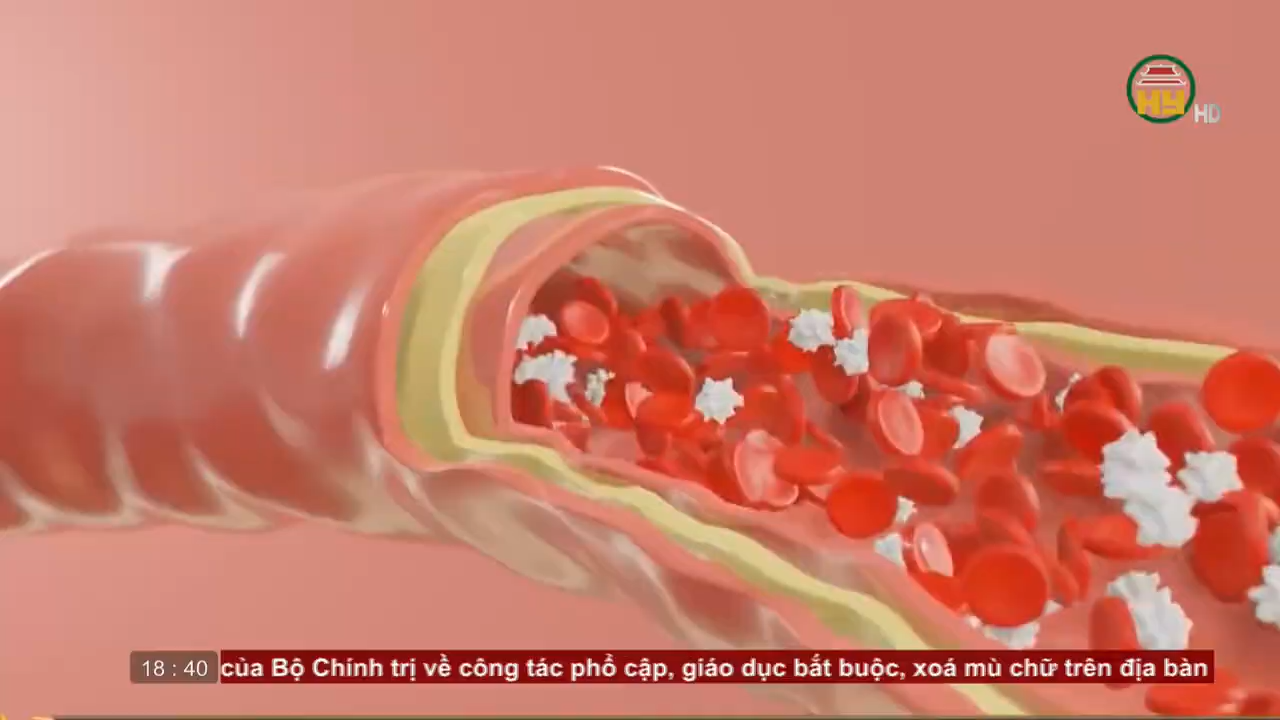 HY HD
18 : 40 của Bộ Chính trị về công tác phổ cập, giáo dục bắt buộc, xoá mù chữ trên địa bàn